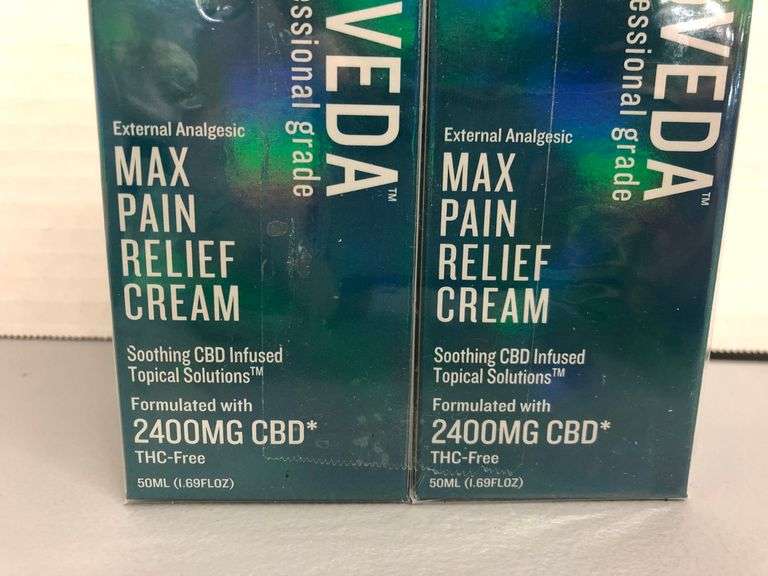 VEDA™
essional grade
External Analgesic
MAX
PAIN
RELIEF
CREAM
Soothing CBD Infused
Topical Solutions™
Formulated with
2400MG CBD*
THC-Free
50ML (1.69FLOZ)
VEDA™
essional grade
External Analgesic
MAX
PAIN
RELIEF
CREAM
Soothing CBD Infused
Topical Solutions™
Formulated with
2400MG CBD*
THC-Free
50ML (1.69FLOZ)